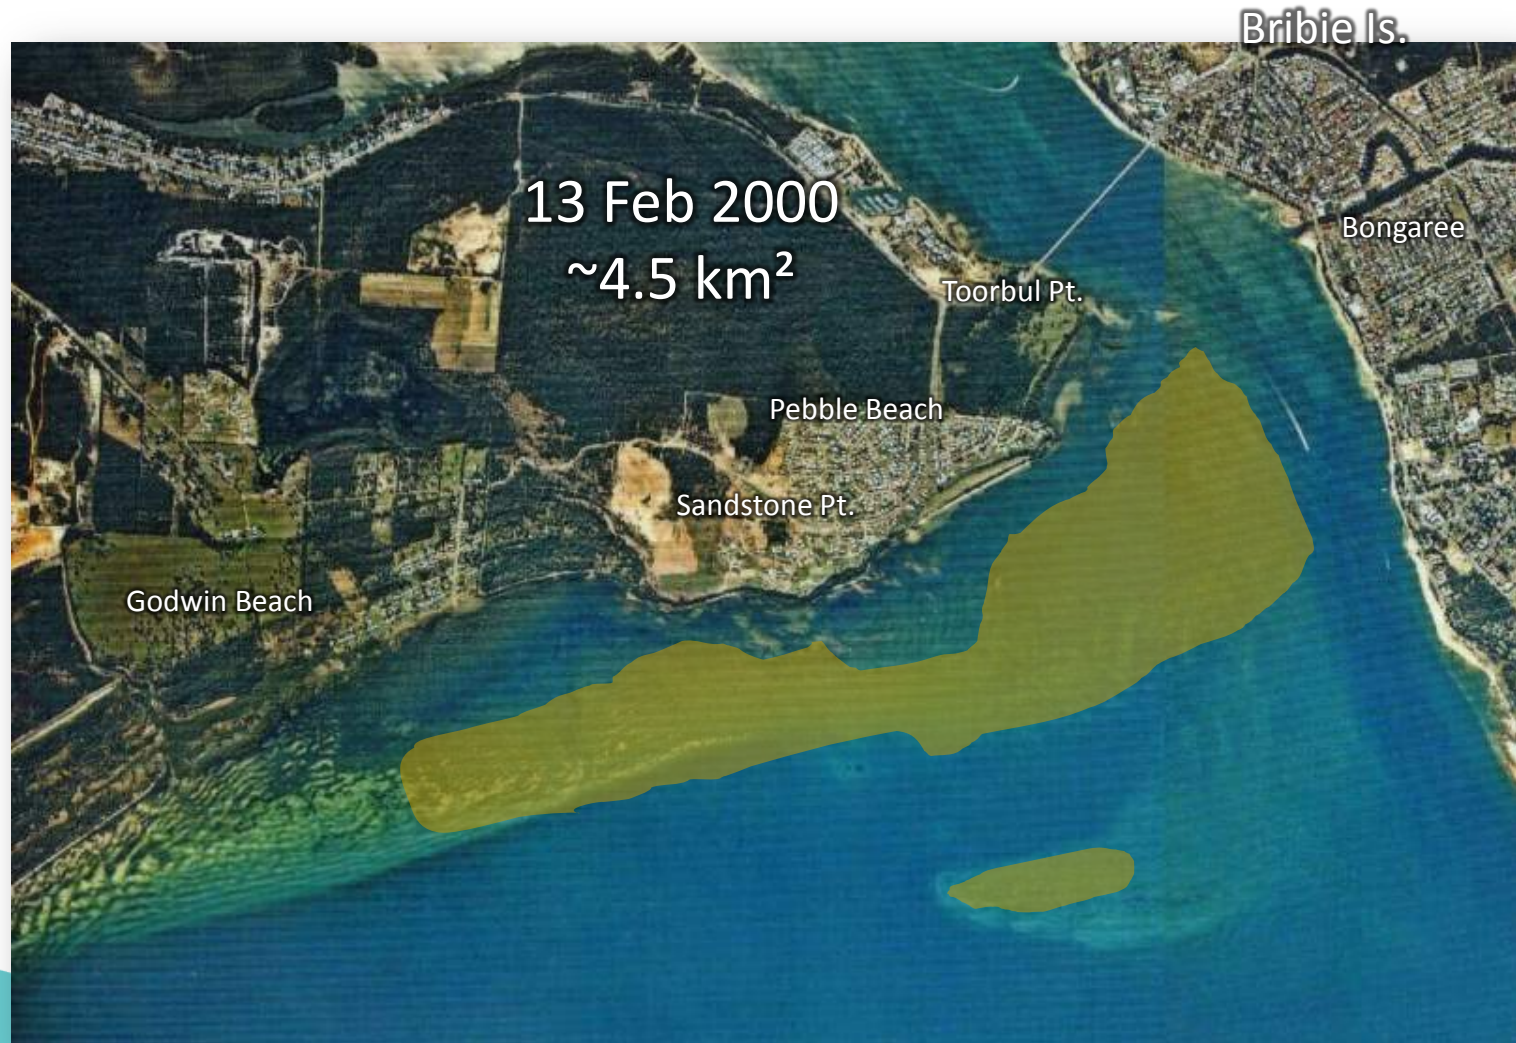 Bribie Is.
13 Feb 2000
~4.5 km²
Bongaree
Toorbul Pt.
Pebble Beach
Sandstone Pt.
Godwin Beach